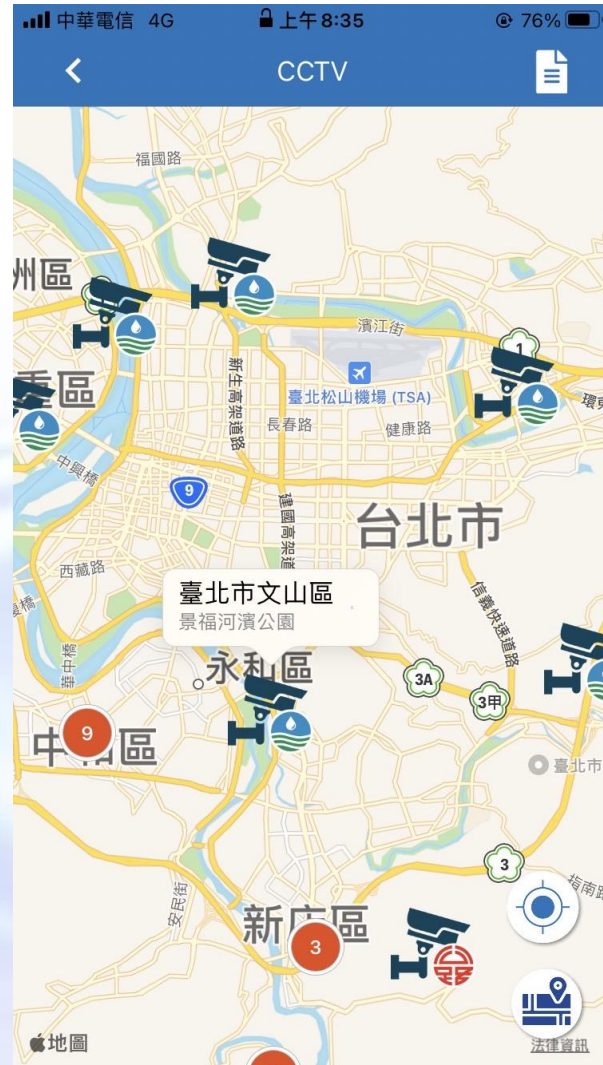 中華電信 4G
上午8:35
76%
CCTV
福國路
州區
濱江街
1
重區
新生高架道路
臺北松山機場 (TSA)
長春路
健康路
環東
中興橋
9
建國高架道
台北市
西藏路
信義快速道路
臺北市文山區
景福河濱公園
華中橋
永和區
3A
3甲
9
中和區
臺北市
3
安民街
指南路
新店區
3
地圖
法律資訊